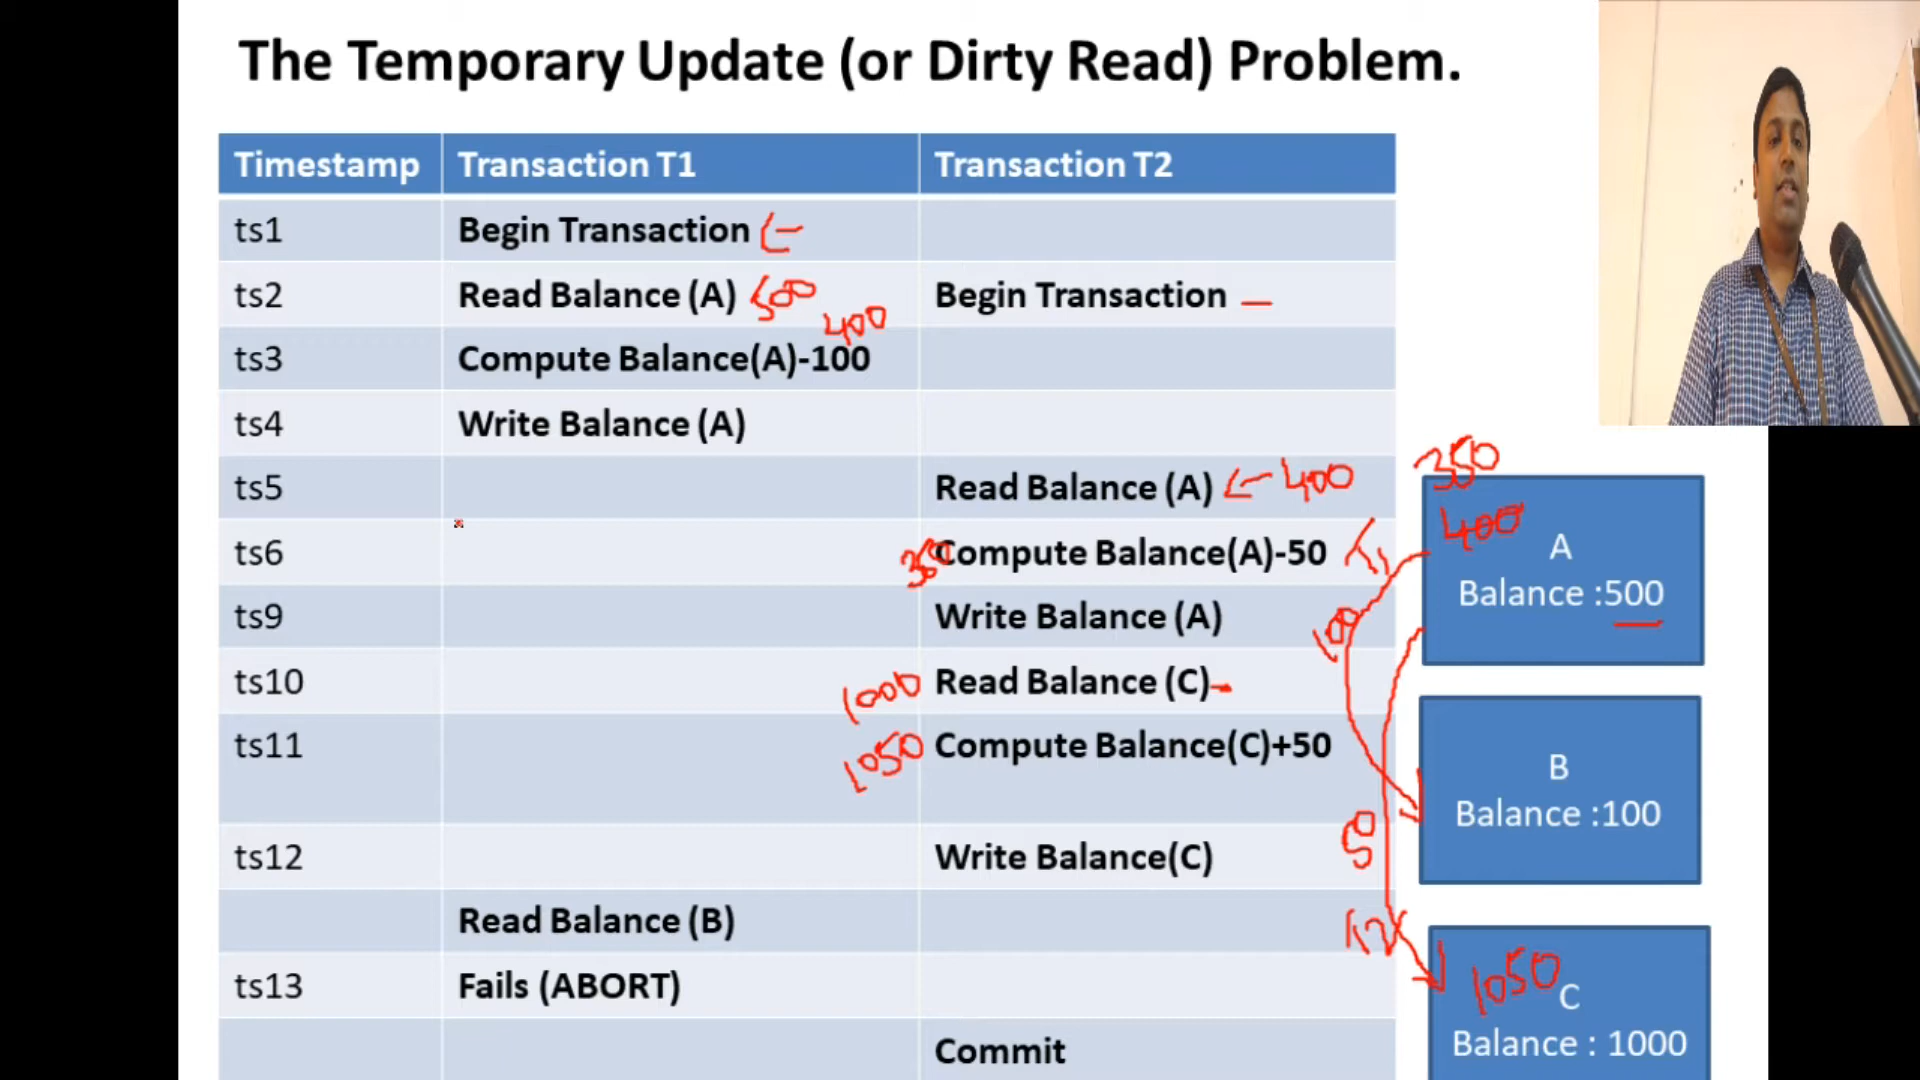 The Temporary Update (or Dirty Read) Problem.
Timestamp Transaction T1 Transaction T2
ts1 Begin Transaction
ts2 Read Balance (A) 500 Begin Transaction
400
ts3 Compute Balance(A)-100
ts4 Write Balance (A)
ts5 Read Balance (A) 400
ts6 350 Compute Balance(A)-50
ts9 Write Balance (A)
ts10 1000 Read Balance (C)
ts11 1050 Compute Balance(C)+50
ts12 Write Balance(C)
Read Balance (B)
ts13 Fails (ABORT)
Commit
350
400
A
Balance :500
T1
100
B
Balance :100
50
T2
1050
C
Balance : 1000